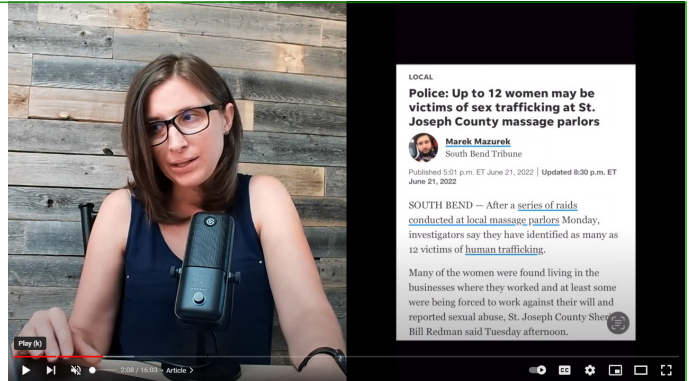 LOCAL
Police: Up to 12 women may be
victims of sex trafficking at St.
Joseph County massage parlors
Marek Mazurek
South Bend Tribune
Published 5:01 p.m. ET June 21, 2022 | Updated 8:30 p.m. ET
June 21, 2022
SOUTH BEND — After a series of raids
conducted at local massage parlors Monday,
investigators say they have identified as many as
12 victims of human trafficking.
Many of the women were found living in the
businesses where they worked and at least some
were being forced to work against their will and
reported sexual abuse, St. Joseph County
Bill Redman said Tuesday afternoon.
Play (k)
2:08 / 16:03 • Article >
CC